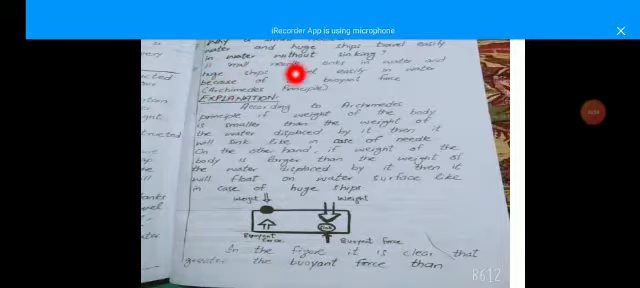 iRecorder App is using microphone
water and huge ships travel easily
in water without sinking?
A small needle sinks in water and
huge ships travel easily in water
because of buoyant force
(Archimedes Principle)
EXPLANATION:
According to Archimedes
principle if weight of the body
is smaller than the weight of
the water displaced by it then it
will sink like in case of needle.
On the other hand, if weight of the
body is larger than the weight of
the water displaced by it then it
will float on water surface like
in case of huge ships.
weight weight
Buoyant force Buoyant force
In the figure it is clear that
greater the buoyant force than
B612